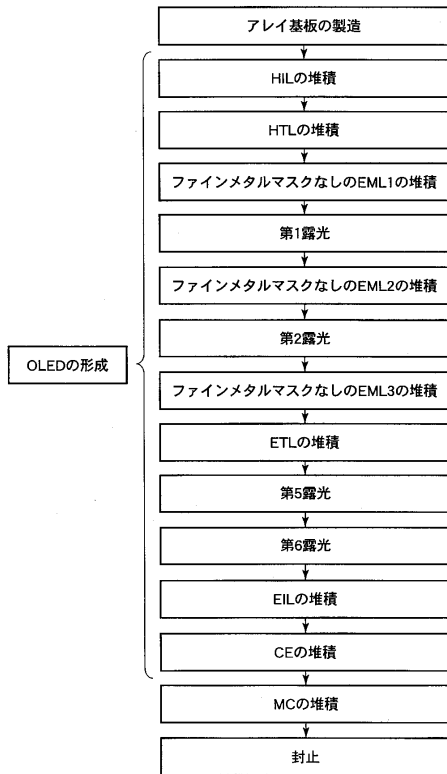 アレイ基板の製造
HILの堆積
HTLの堆積
ファインメタルマスクなしのEML1の堆積
第1露光
ファインメタルマスクなしのEML2の堆積
第2露光
OLEDの形成
ファインメタルマスクなしのEML3の堆積
ETLの堆積
第5露光
第6露光
EILの堆積
CEの堆積
MCの堆積
封止